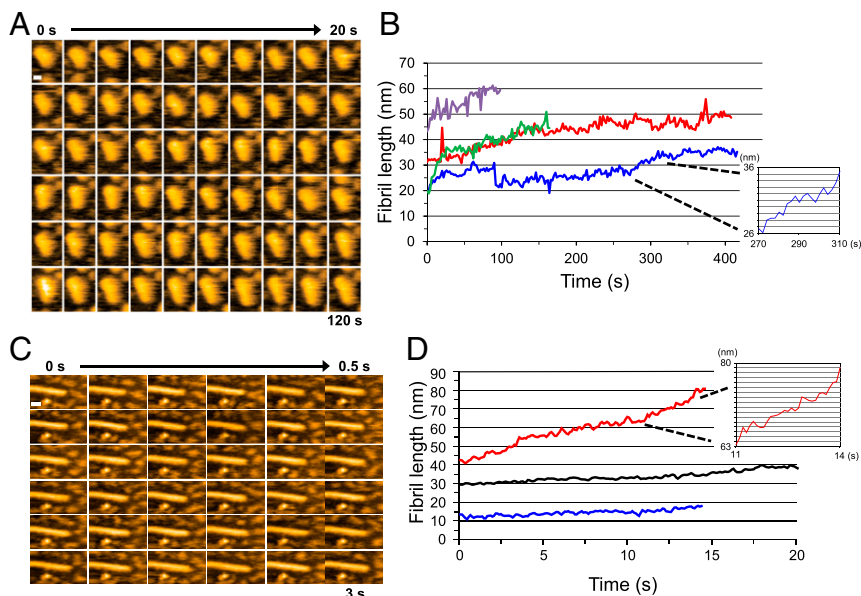 A
0 s
20 s
120 s
B
70
60
50
40
30
20
10
0
Fibril length (nm)
0
100
200
300
400
Time (s)
(nm)
36
26
270
290
310 (s)
C
0 s
0.5 s
3 s
D
90
80
70
60
50
40
30
20
10
0
Fibril length (nm)
0
5
10
15
20
Time (s)
(nm)
80
63
11
14 (s)